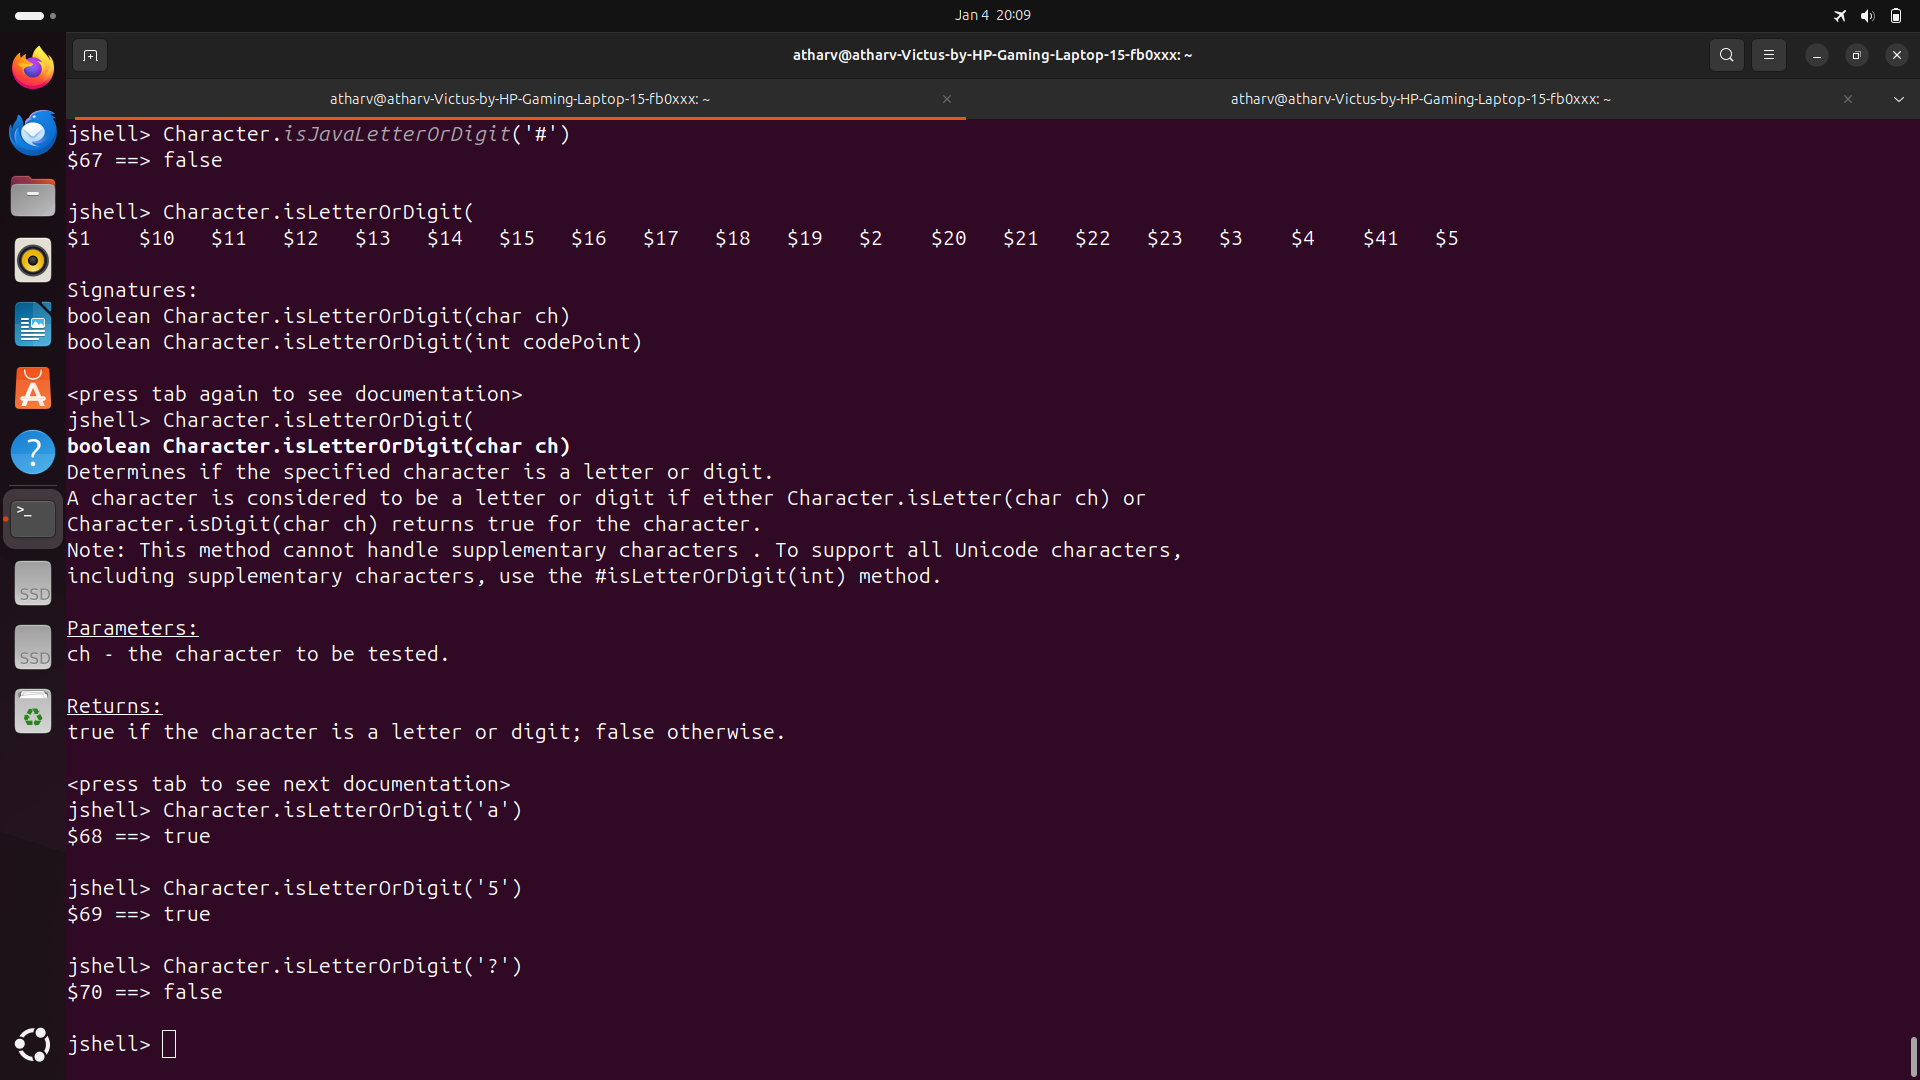 Jan 4 20:09
atharv@atharv-Victus-by-HP-Gaming-Laptop-15-fb0xxx: ~
atharv@atharv-Victus-by-HP-Gaming-Laptop-15-fb0xxx: ~
atharv@atharv-Victus-by-HP-Gaming-Laptop-15-fb0xxx: ~
jshell> Character.isJavaLetterOrDigit('#')
$67 ==> false
jshell> Character.isLetterOrDigit(
$1 $10 $11 $12 $13 $14 $15 $16 $17 $18 $19 $2 $20 $21 $22 $23 $3 $4 $41 $5
Signatures:
boolean Character.isLetterOrDigit(char ch)
boolean Character.isLetterOrDigit(int codePoint)
<press tab again to see documentation>
jshell> Character.isLetterOrDigit(
boolean Character.isLetterOrDigit(char ch)
Determines if the specified character is a letter or digit.
A character is considered to be a letter or digit if either Character.isLetter(char ch) or
Character.isDigit(char ch) returns true for the character.
Note: This method cannot handle supplementary characters . To support all Unicode characters,
including supplementary characters, use the #isLetterOrDigit(int) method.
Parameters:
ch - the character to be tested.
Returns:
true if the character is a letter or digit; false otherwise.
<press tab to see next documentation>
jshell> Character.isLetterOrDigit('a')
$68 ==> true
jshell> Character.isLetterOrDigit('5')
$69 ==> true
jshell> Character.isLetterOrDigit('?')
$70 ==> false
jshell>
SSD
SSD